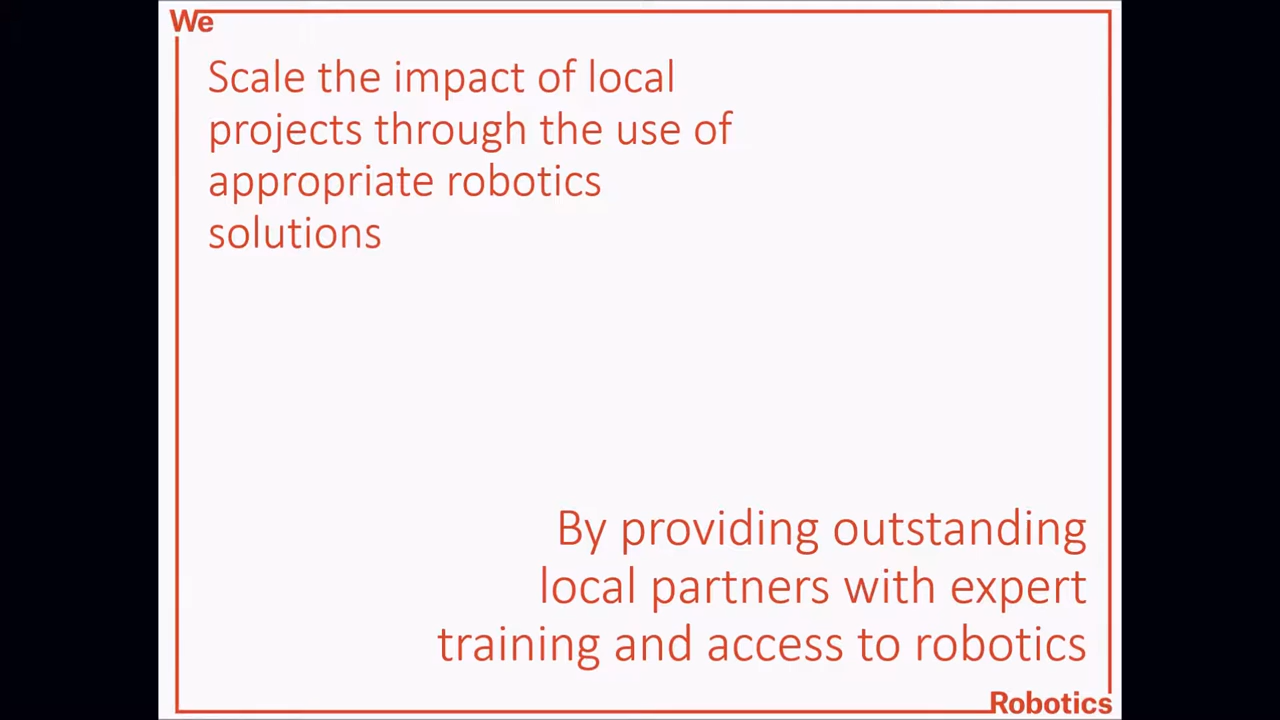 We
Scale the impact of local
projects through the use of
appropriate robotics
solutions
By providing outstanding
local partners with expert
training and access to robotics
Robotics